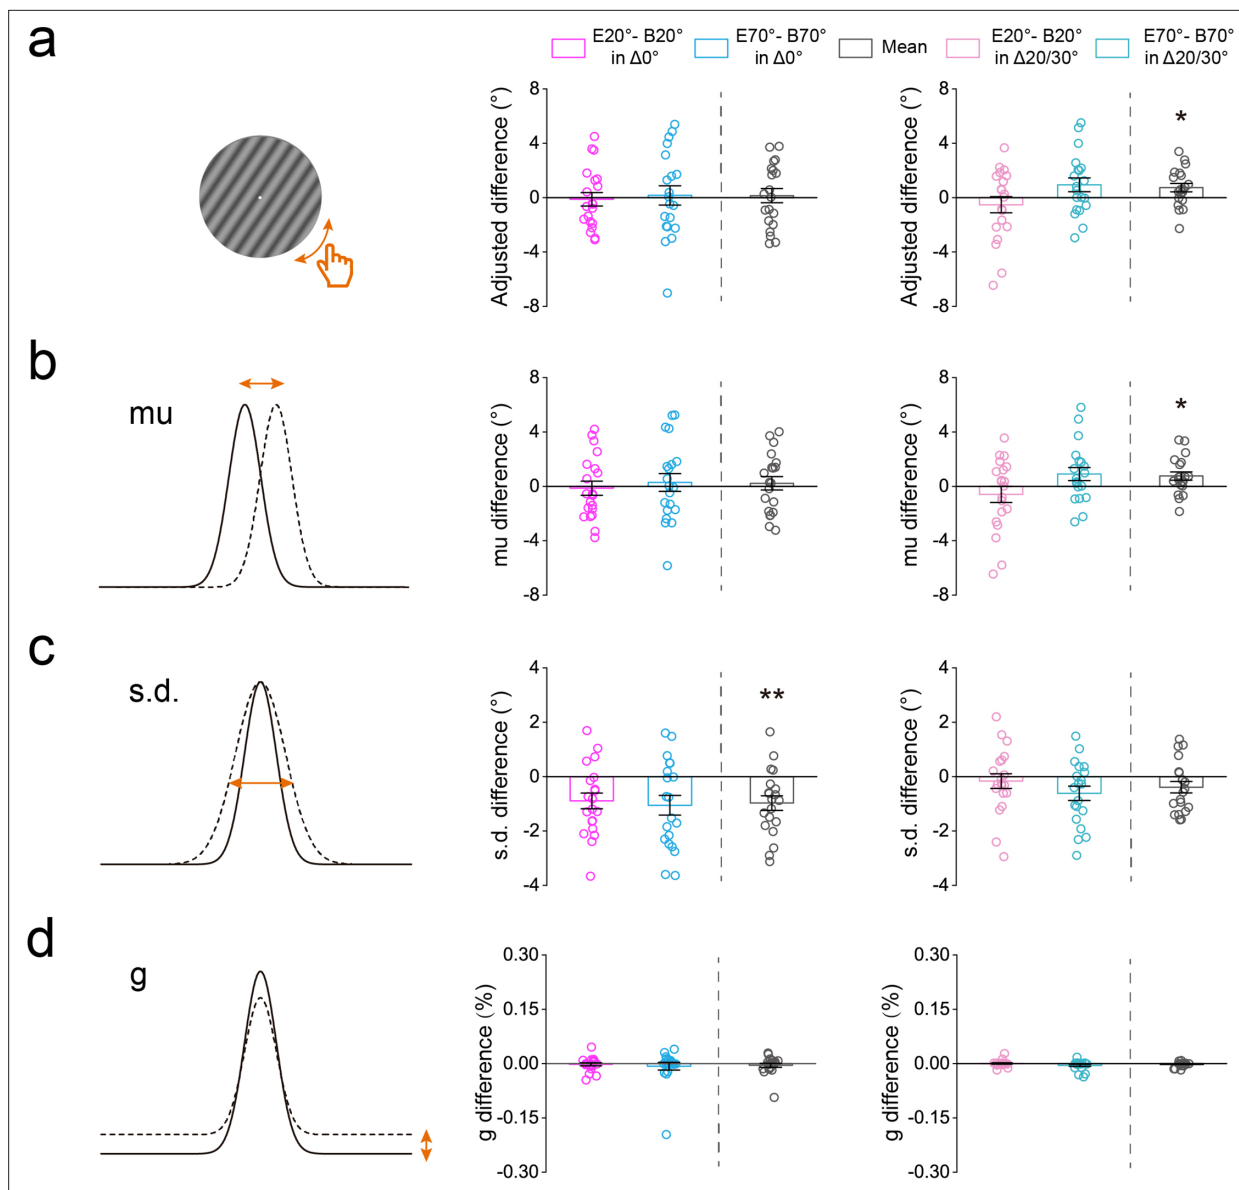 a
E20°- B20°
in Δ0°
E70°- B70°
in Δ0°
Mean
E20°- B20°
in Δ20/30°
E70°- B70°
in Δ20/30°
Adjusted difference (°)
8
4
0
-4
-8
Adjusted difference (°)
8
4
0
-4
-8
*
b
mu
mu difference (°)
8
4
0
-4
-8
mu difference (°)
8
4
0
-4
-8
*
c
s.d.
s.d. difference (°)
4
2
0
-2
-4
**
s.d. difference (°)
4
2
0
-2
-4
d
g
g difference (%)
0.30
0.15
0.00
-0.15
-0.30
g difference (%)
0.30
0.15
0.00
-0.15
-0.30